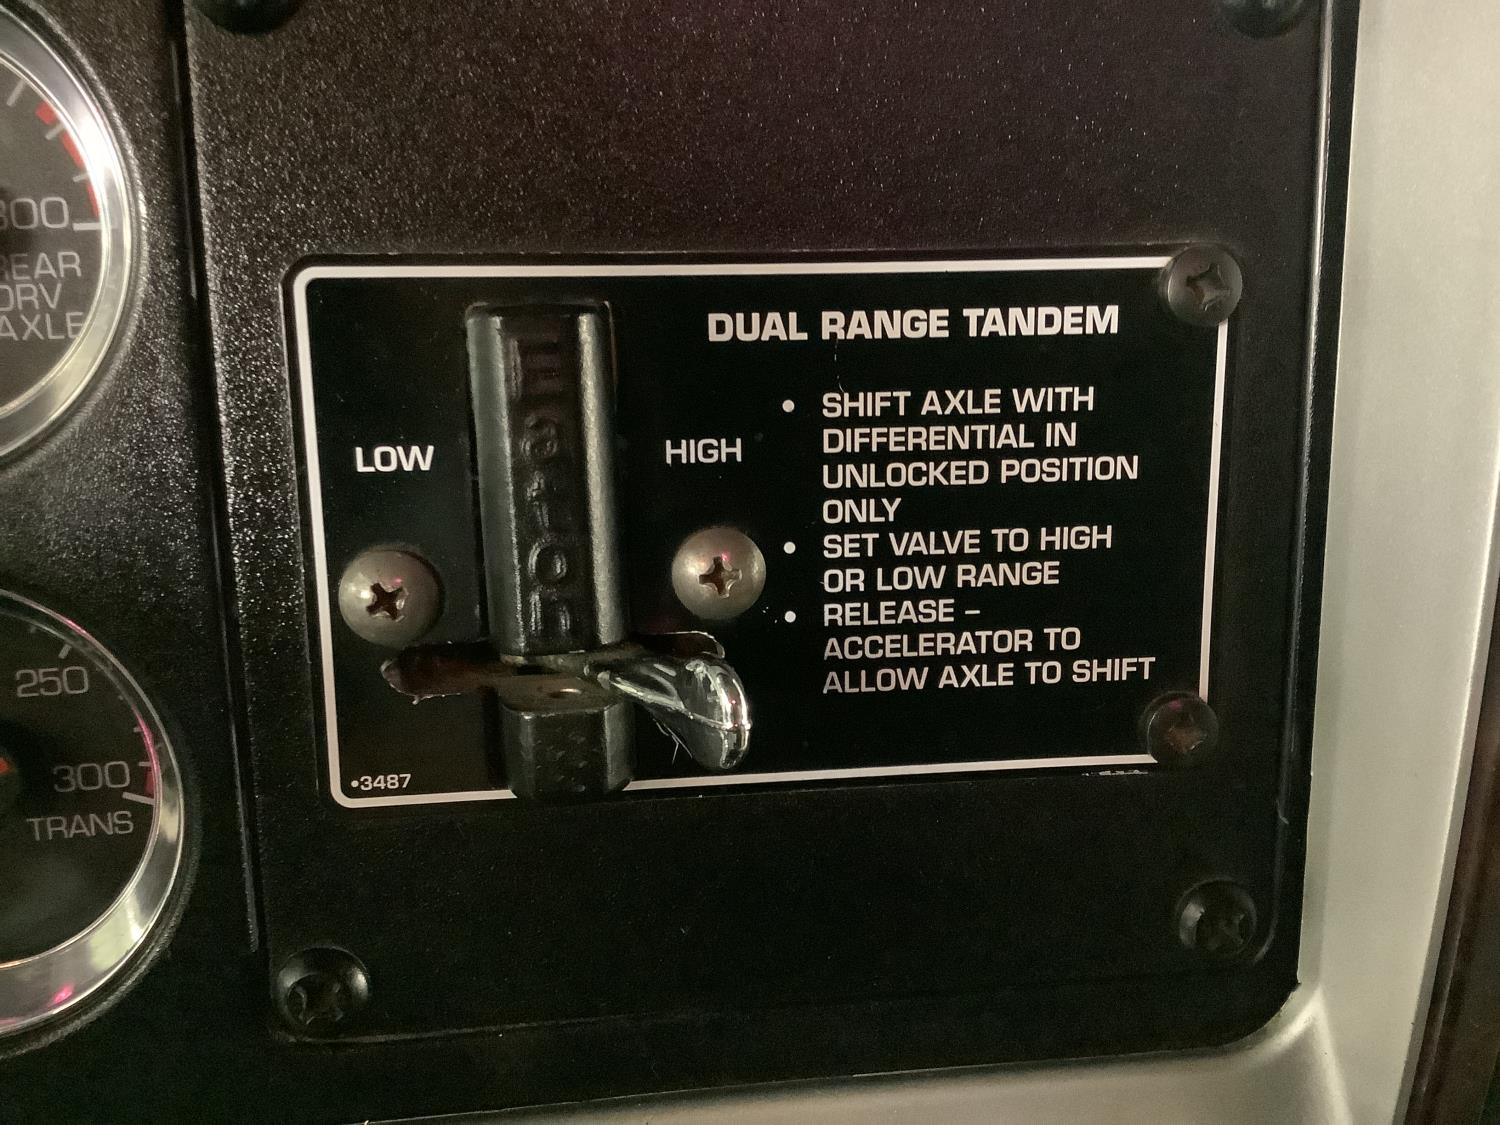 300
REAR
DRV
AXLE
250
300
TRANS
DUAL RANGE TANDEM
LOW
HIGH
• SHIFT AXLE WITH
DIFFERENTIAL IN
UNLOCKED POSITION
ONLY
• SET VALVE TO HIGH
OR LOW RANGE
• RELEASE –
ACCELERATOR TO
ALLOW AXLE TO SHIFT
•3487